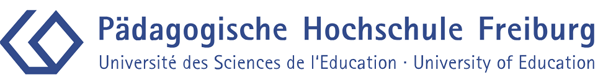 Pädagogische Hochschule Freiburg
Université des Sciences de l'Education · University of Education